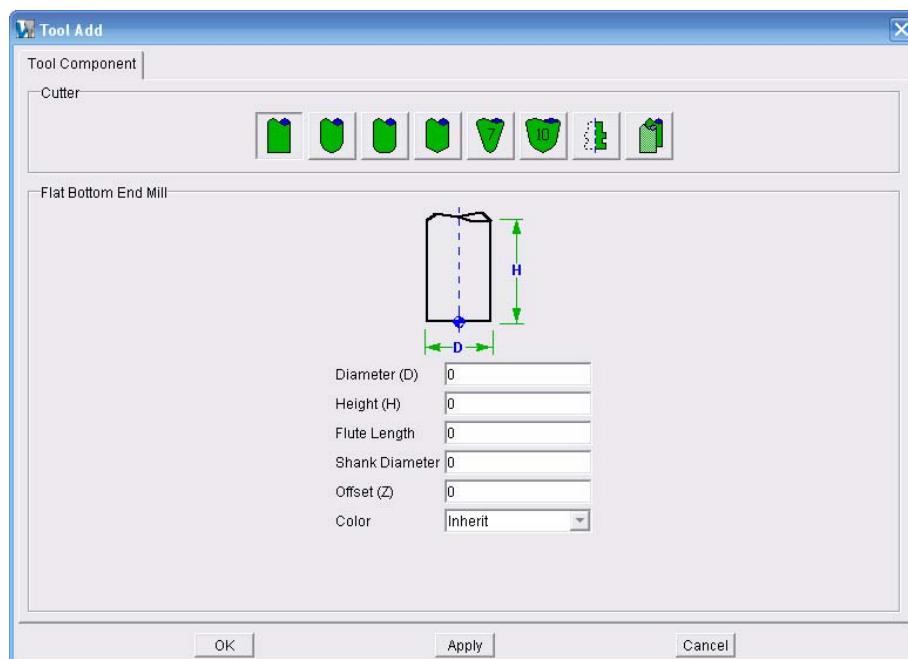 Tool Add
Tool Component
Cutter
7
10
Flat Bottom End Mill
H
D
Diameter (D) 0
Height (H) 0
Flute Length 0
Shank Diameter 0
Offset (Z) 0
Color Inherit
OK Apply Cancel